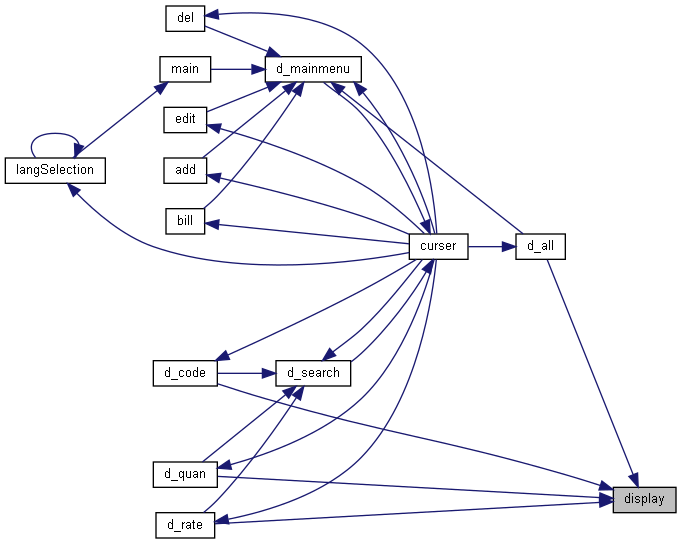 del
main
d_mainmenu
edit
langSelection
add
bill
curser
d_all
d_code
d_search
d_quan
display
d_rate